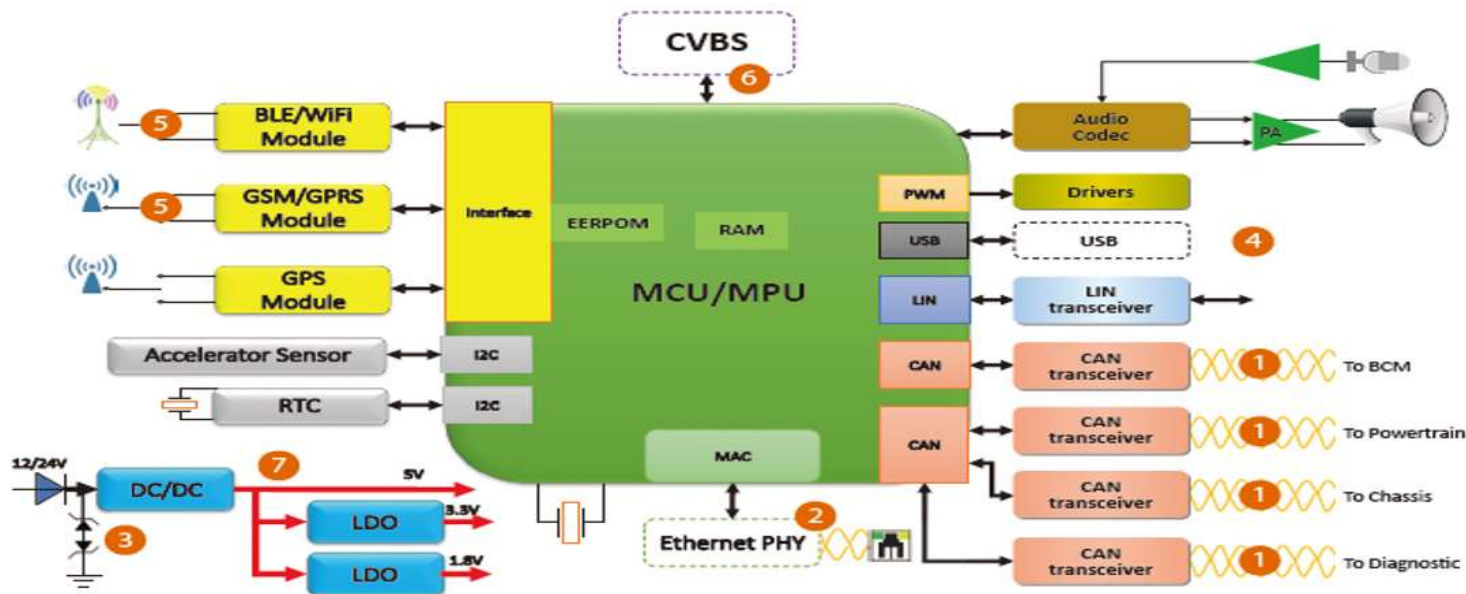 CVBS
6
BLE/WiFi
Module
5
GSM/GPRS
Module
5
GPS
Module
Interface
EERPOM
RAM
MCU/MPU
Accelerator Sensor
I2C
RTC
I2C
12/24V
DC/DC
7
5V
LDO
3.3V
LDO
1.8V
3
MAC
Ethernet PHY
2
Audio
Codec
PA
PWM
Drivers
USB
USB
4
LIN
LIN
transceiver
CAN
CAN
transceiver
1
To BCM
CAN
CAN
transceiver
1
To Powertrain
CAN
transceiver
1
To Chassis
CAN
transceiver
1
To Diagnostic